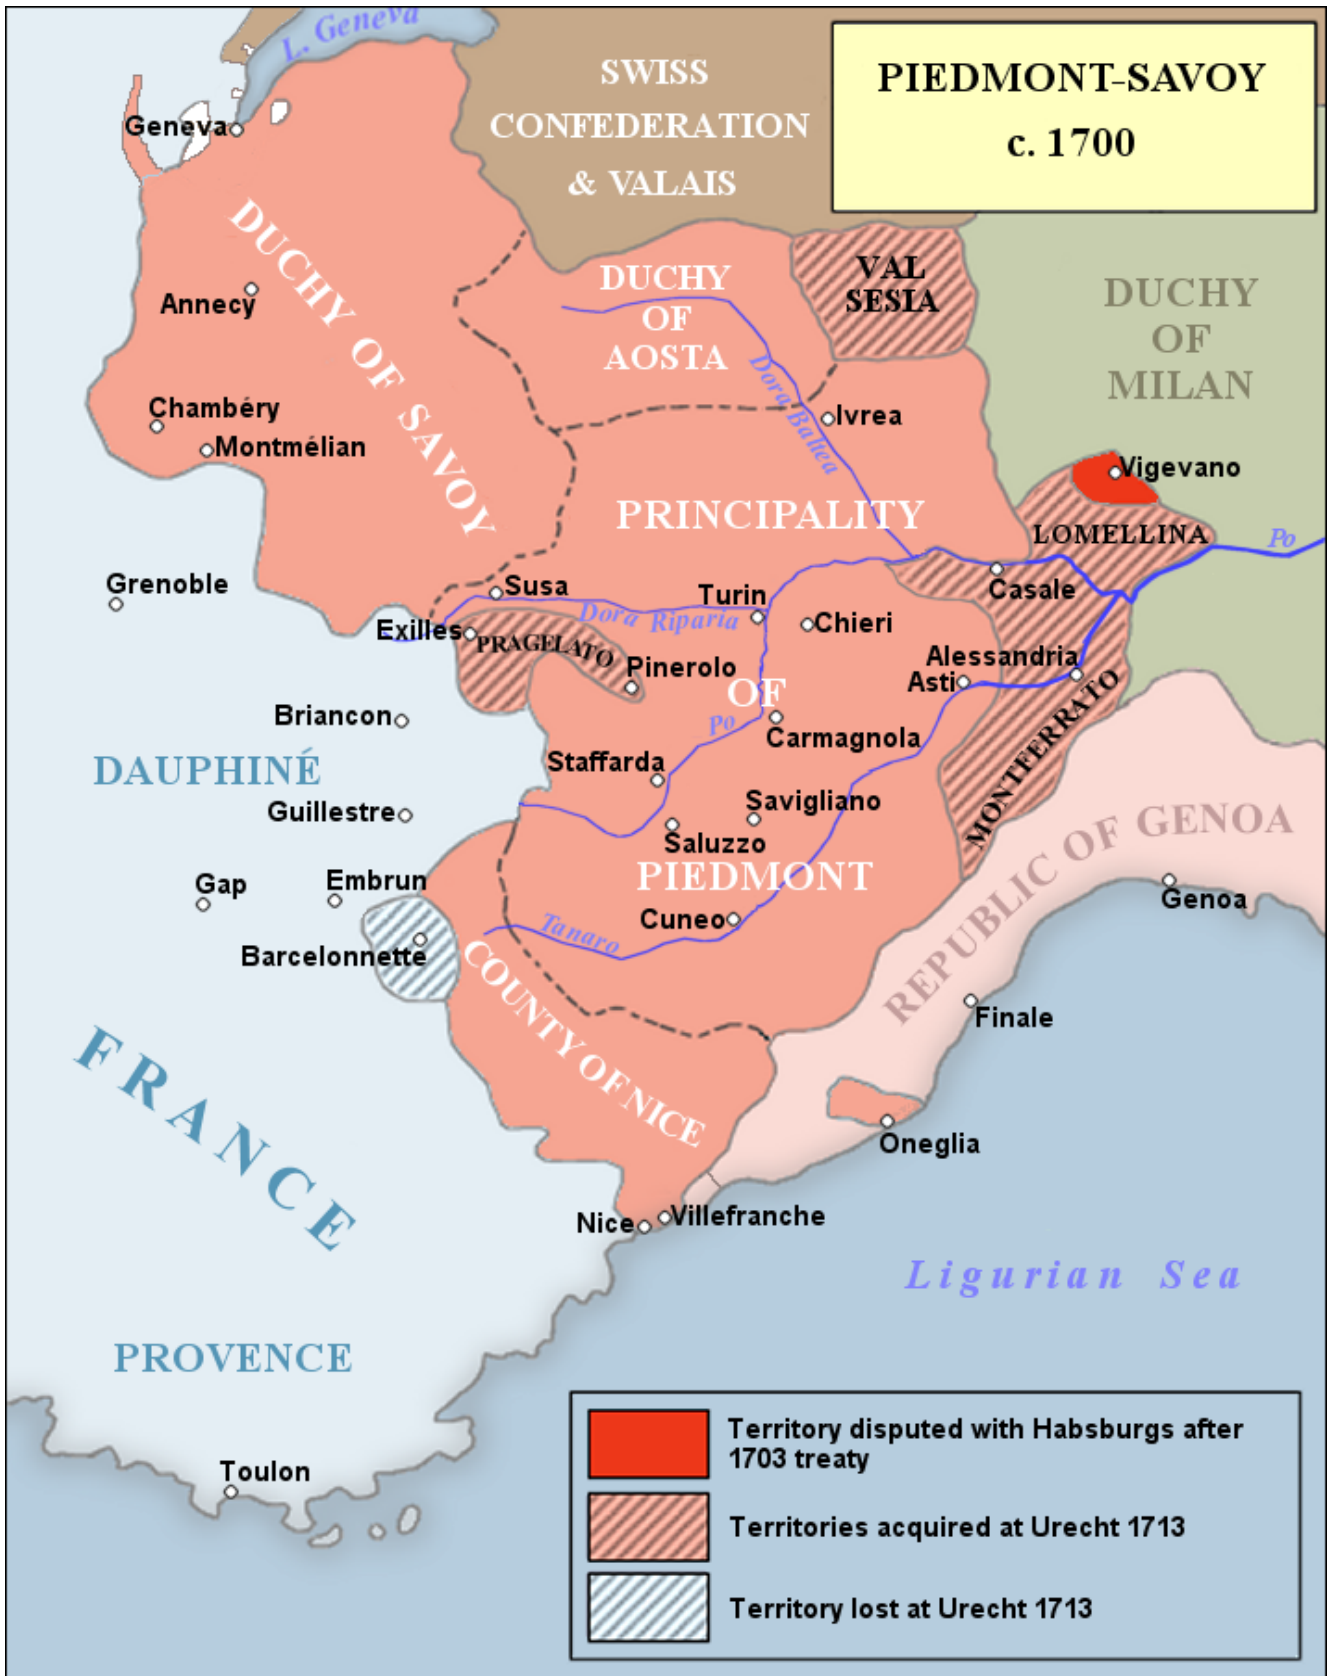 L. Geneva
SWISS
CONFEDERATION
& VALAIS
PIEDMONT-SAVOY
c. 1700
Geneva
DUCHY OF SAVOY
Annecy
Chambéry
Montmélian
DUCHY
OF
AOSTA
VAL
SESIA
DUCHY
OF
MILAN
Dora Baltea
Ivrea
Vigevano
PRINCIPALITY
LOMELLINA
Po
Grenoble
Susa
Turin
Casale
Dora Riparia
Chieri
Exilles
PRAGELATO
Pinerolo
Alessandria
Asti
OF
Briancon
Po
Carmagnola
MONTFERRATO
DAUPHINÉ
Staffarda
Guillestre
Savigliano
Saluzzo
REPUBLIC OF GENOA
PIEDMONT
Gap
Embrun
Genoa
Cuneo
Tanaro
Barcelonnette
COUNTY OF NICE
Finale
FRANCE
Oneglia
Nice
Villefranche
Ligurian Sea
PROVENCE
Toulon
Territory disputed with Habsburgs after
1703 treaty
Territories acquired at Urecht 1713
Territory lost at Urecht 1713